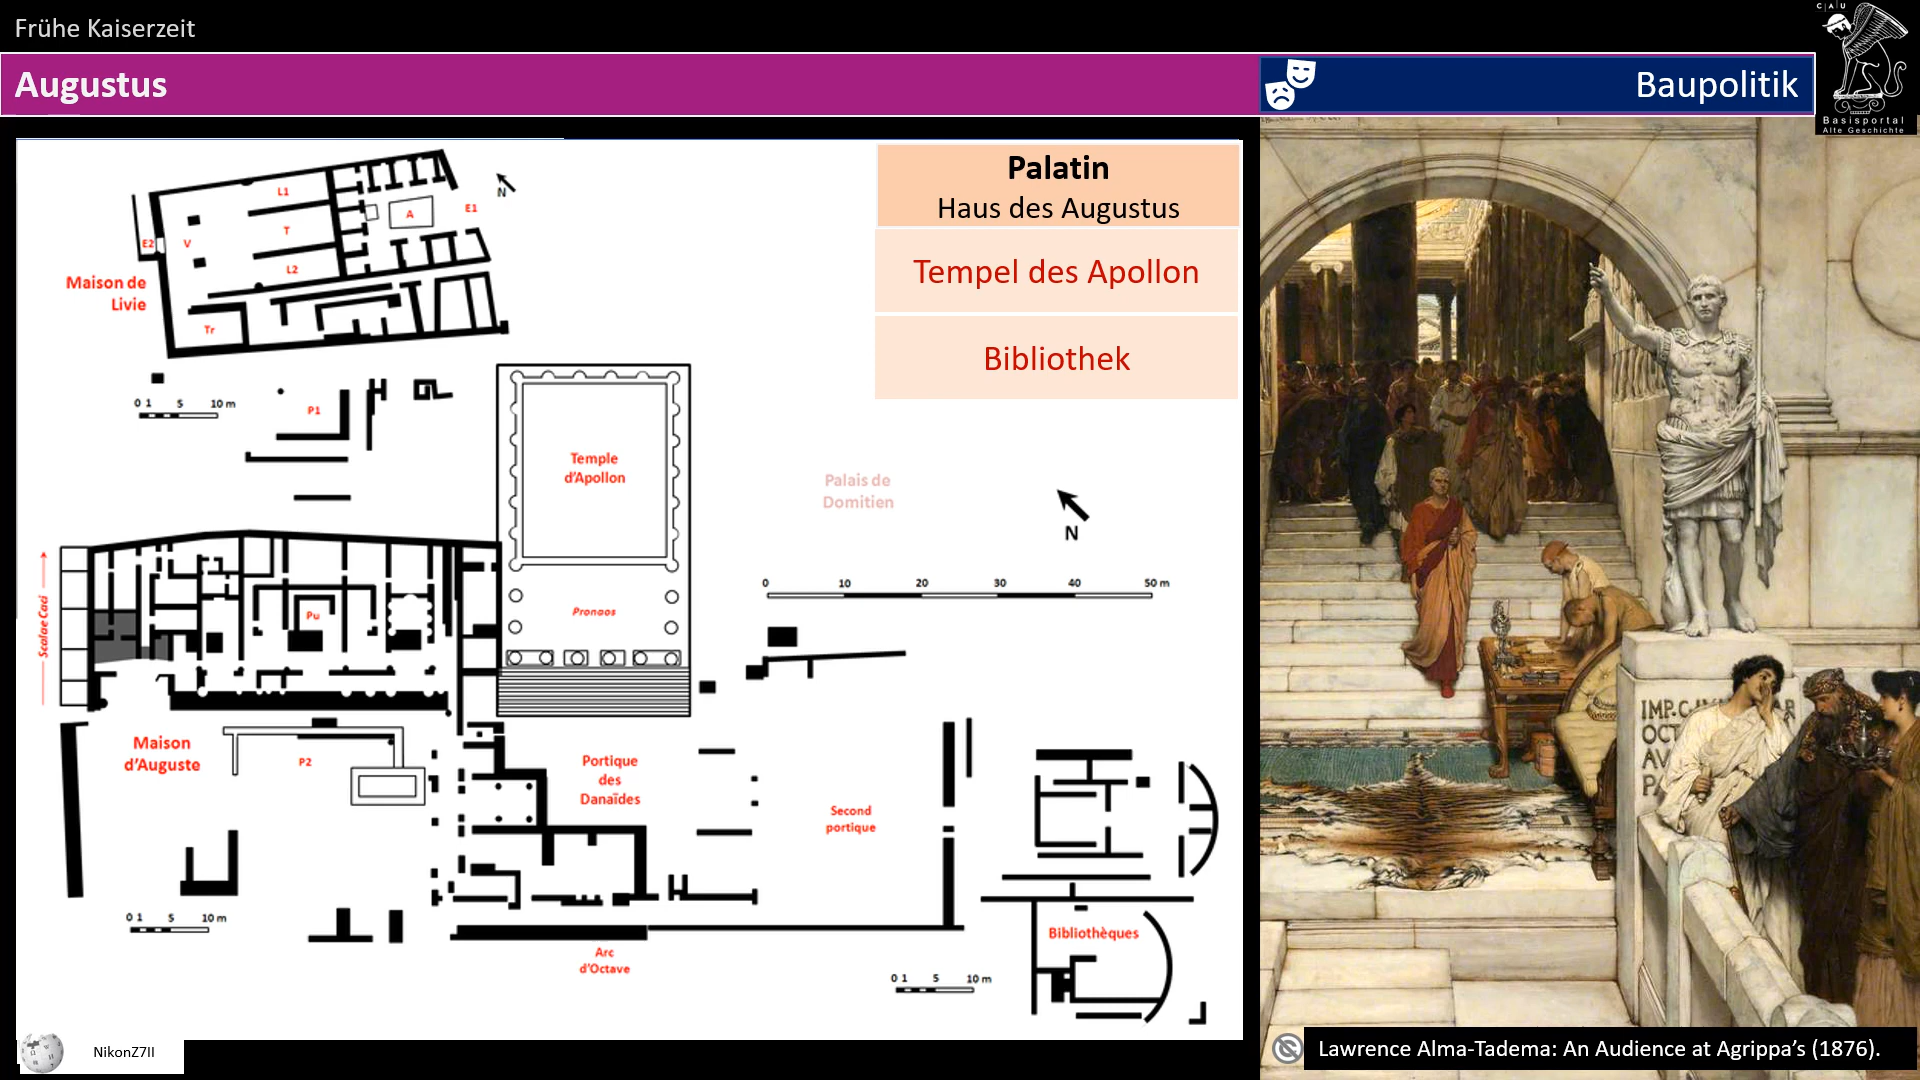 Frühe Kaiserzeit
Augustus
Baupolitik
C|A|U
Basisportal
Alte Geschichte
Palatin
Haus des Augustus
Tempel des Apollon
Bibliothek
L1
T
L2
V
E2
A
E1
N
Tr
Maison de
Livie
0 1 5 10 m
P1
Temple
d'Apollon
Palais de
Domitien
N
0 10 20 30 40 50 m
Pronaos
Scalae Caci
Pu
Maison
d'Auguste
P2
Portique
des
Danaïdes
Second
portique
0 1 5 10 m
Arc
d'Octave
Bibliothèques
0 1 5 10 m
IMP.C
OCT
AV
P
NikonZ7II
Lawrence Alma-Tadema: An Audience at Agrippa's (1876).